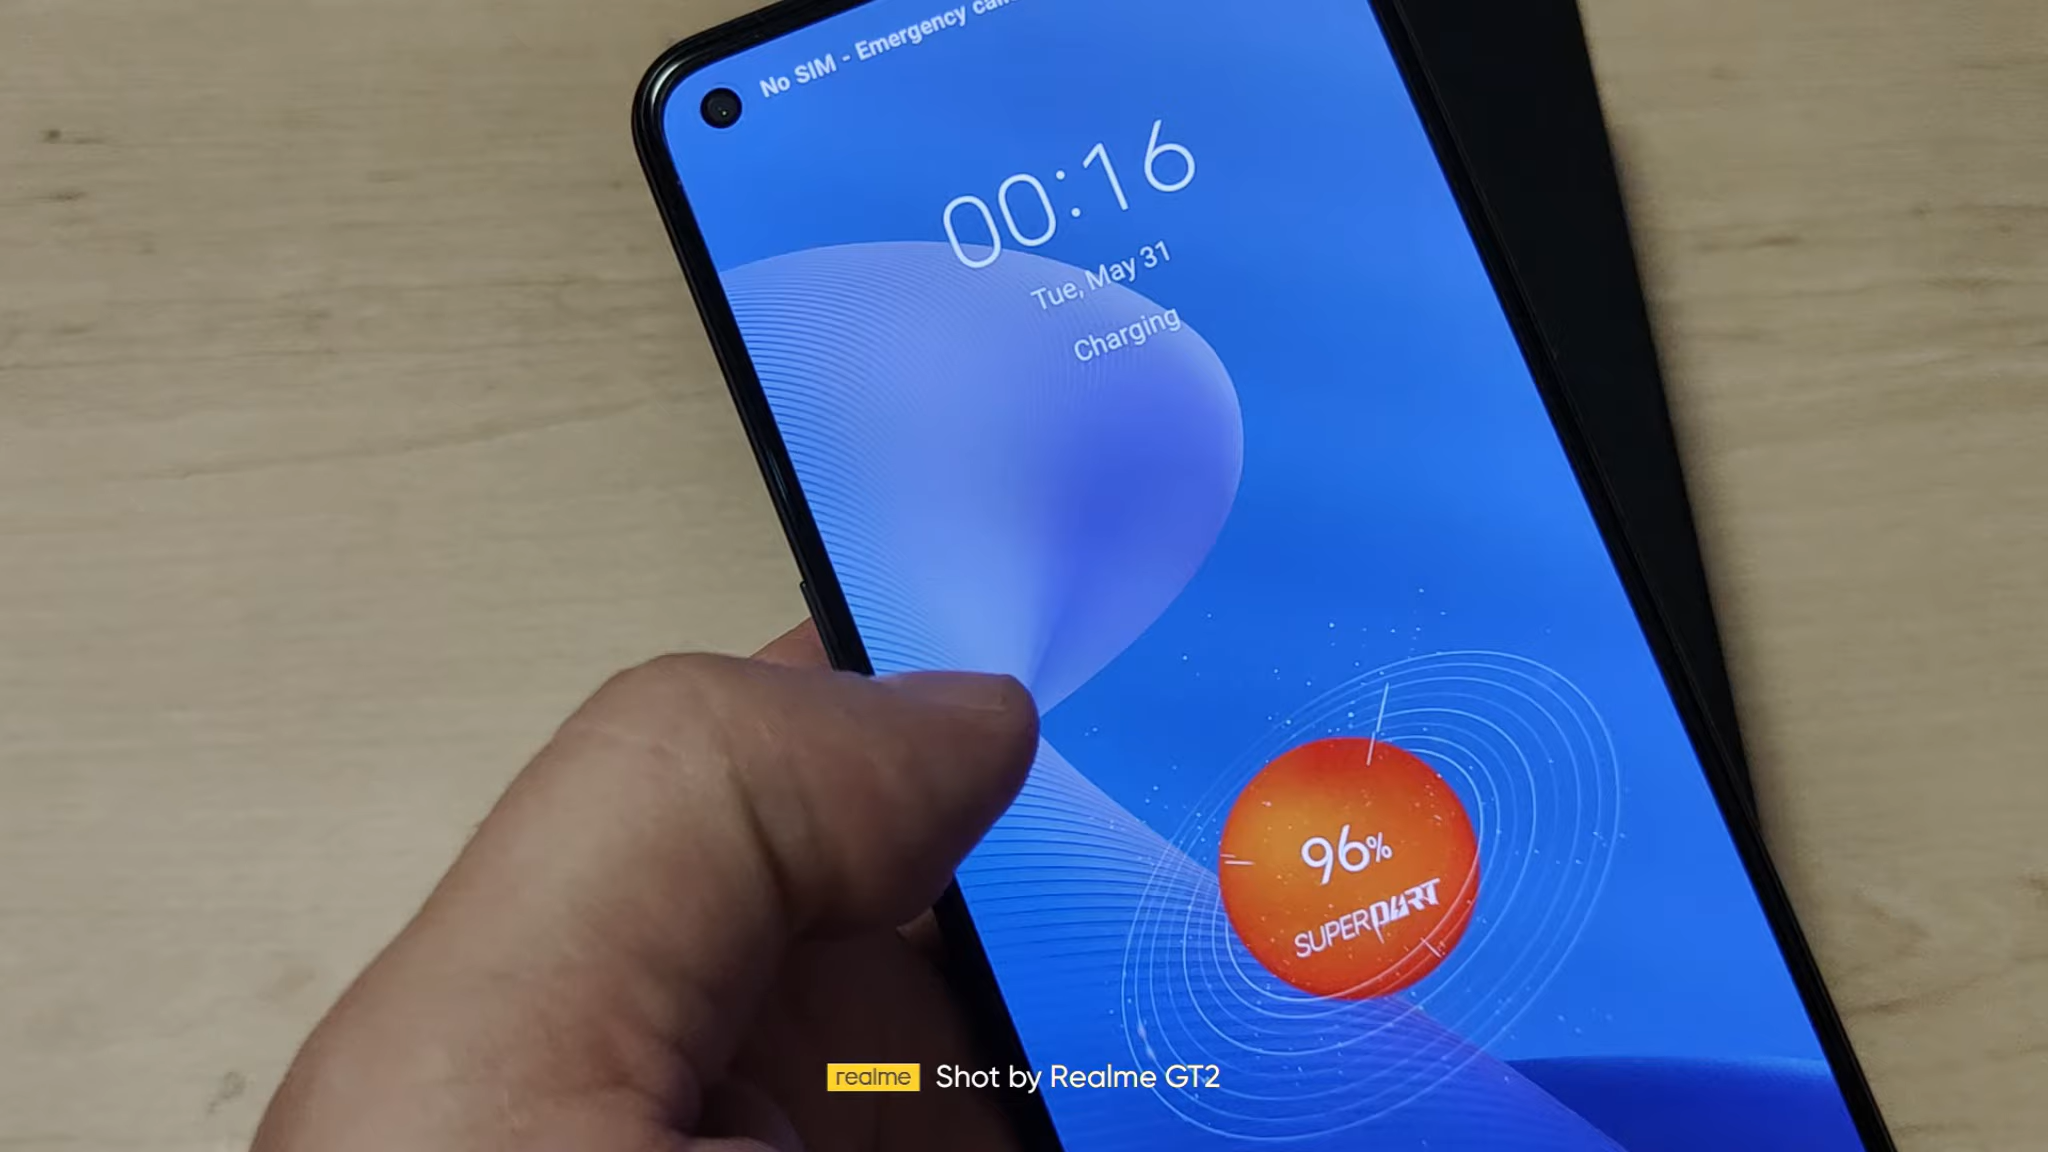 No SIM - Emergency
00:16
Tue, May 31
Charging
96%
SUPERDART
realme Shot by Realme GT2